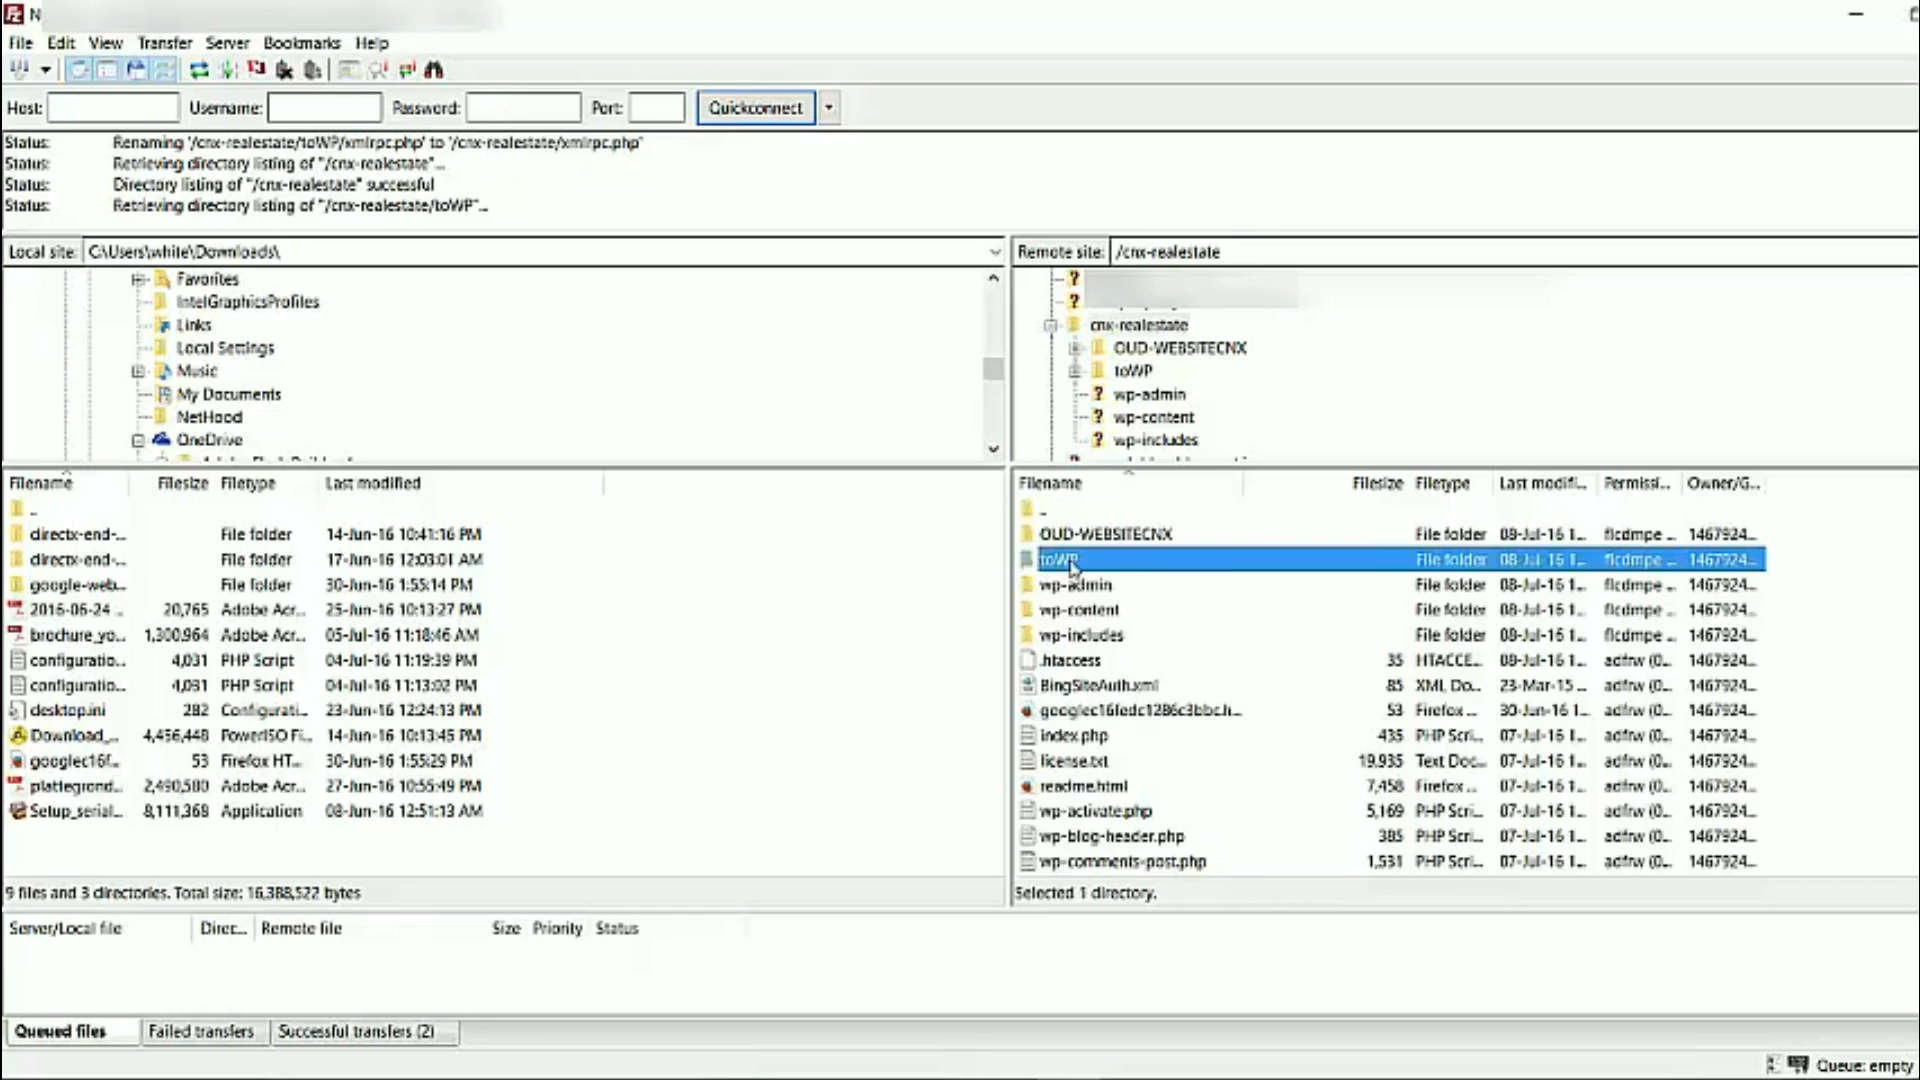 N
File Edit View Transfer Server Bookmarks Help
Host: Username: Password: Port: Quickconnect
Status: Renaming '/cnx-realestate/toWP/xmlrpc.php' to '/cnx-realestate/xmlrpc.php'
Status: Retrieving directory listing of "/cnx-realestate"...
Status: Directory listing of "/cnx-realestate" successful
Status: Retrieving directory listing of "/cnx-realestate/toWP"...
Local site: C:\Users\white\Downloads\
Favorites
IntelGraphicsProfiles
Links
Local Settings
Music
My Documents
NetHood
OneDrive
Remote site: /cnx-realestate
?
?
cnx-realestate
OUD-WEBSITECNX
toWP
? wp-admin
? wp-content
? wp-includes
Filename Filesize Filetype Last modified
..
directx-end-... File folder 14-Jun-16 10:41:16 PM
directx-end-... File folder 17-Jun-16 12:03:01 AM
google-web... File folder 30-Jun-16 1:55:14 PM
2016-06-24 ... 20,765 Adobe Acr... 25-Jun-16 10:13:27 PM
brochure_yo... 1,300,964 Adobe Acr... 05-Jul-16 11:18:46 AM
configuratio... 4,031 PHP Script 04-Jul-16 11:19:39 PM
configuratio... 4,031 PHP Script 04-Jul-16 11:13:02 PM
desktop.ini 282 Configurati... 23-Jun-16 12:24:13 PM
Download_... 4,456,448 PowerISO Fi... 14-Jun-16 10:13:45 PM
googlec16f... 53 Firefox HT... 30-Jun-16 1:55:29 PM
plattegrond... 2,490,580 Adobe Acr... 27-Jun-16 10:55:49 PM
Setup_serial... 8,111,368 Application 08-Jun-16 12:51:13 AM
9 files and 3 directories. Total size: 16,388,522 bytes
Filename Filesize Filetype Last modifi... Permissi... Owner/G...
..
OUD-WEBSITECNX File folder 08-Jul-16 1... flcdmpe ... 1467924...
toWP File folder 08-Jul-16 1... flcdmpe ... 1467924...
wp-admin File folder 08-Jul-16 1... flcdmpe ... 1467924...
wp-content File folder 08-Jul-16 1... flcdmpe ... 1467924...
wp-includes File folder 08-Jul-16 1... flcdmpe ... 1467924...
.htaccess 35 HTACCE... 08-Jul-16 1... adfrw (0... 1467924...
BingSiteAuth.xml 85 XML Do... 23-Mar-15 ... adfrw (0... 1467924...
googlec16fedc1286c3bbc.h... 53 Firefox ... 30-Jun-16 1... adfrw (0... 1467924...
index.php 435 PHP Scri... 07-Jul-16 1... adfrw (0... 1467924...
license.txt 19,935 Text Doc... 07-Jul-16 1... adfrw (0... 1467924...
readme.html 7,458 Firefox ... 07-Jul-16 1... adfrw (0... 1467924...
wp-activate.php 5,169 PHP Scri... 07-Jul-16 1... adfrw (0... 1467924...
wp-blog-header.php 385 PHP Scri... 07-Jul-16 1... adfrw (0... 1467924...
wp-comments-post.php 1,531 PHP Scri... 07-Jul-16 1... adfrw (0... 1467924...
Selected 1 directory.
Server/Local file Direc... Remote file Size Priority Status
Queued files Failed transfers Successful transfers (2)
Queue: empty